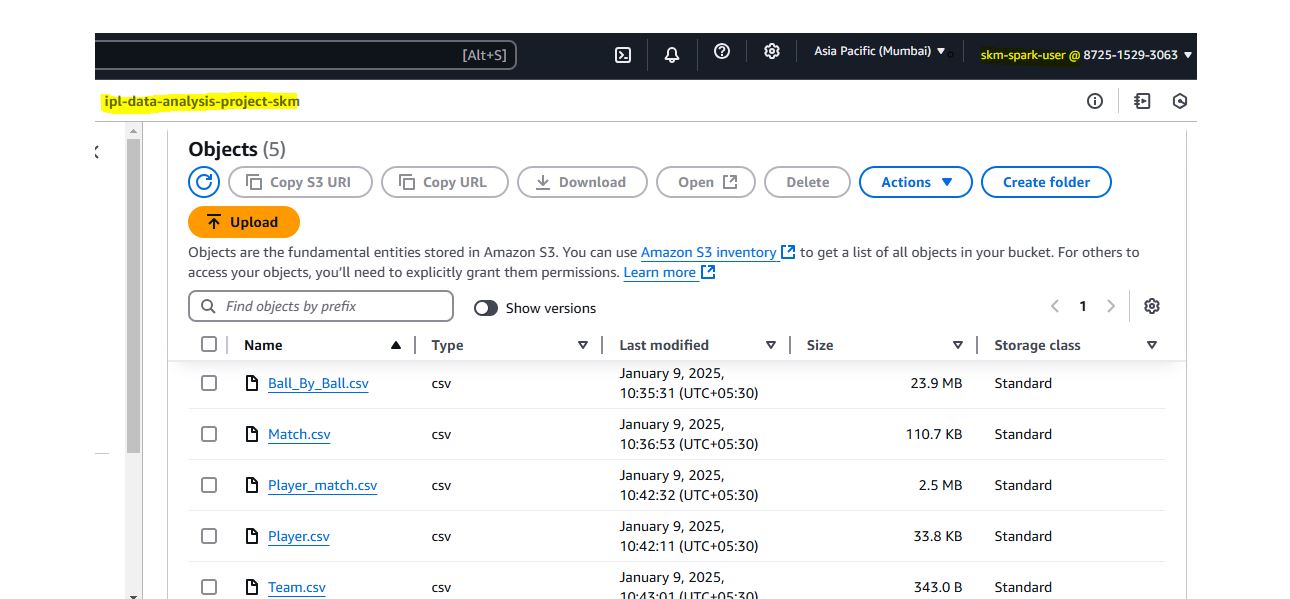 [Alt+S]
Asia Pacific (Mumbai)
skm-spark-user @ 8725-1529-3063
ipl-data-analysis-project-skm
Objects (5)
Copy S3 URI
Copy URL
Download
Open
Delete
Actions
Create folder
Upload
Objects are the fundamental entities stored in Amazon S3. You can use Amazon S3 inventory to get a list of all objects in your bucket. For others to
access your objects, you'll need to explicitly grant them permissions. Learn more
Find objects by prefix
Show versions
1
Name
Type
Last modified
Size
Storage class
Ball_By_Ball.csv
csv
January 9, 2025,
10:35:31 (UTC+05:30)
23.9 MB
Standard
Match.csv
csv
January 9, 2025,
10:36:53 (UTC+05:30)
110.7 KB
Standard
Player_match.csv
csv
January 9, 2025,
10:42:32 (UTC+05:30)
2.5 MB
Standard
Player.csv
csv
January 9, 2025,
10:42:11 (UTC+05:30)
33.8 KB
Standard
Team.csv
csv
January 9, 2025,
10:43:01 (UTC+05:30)
343.0 B
Standard